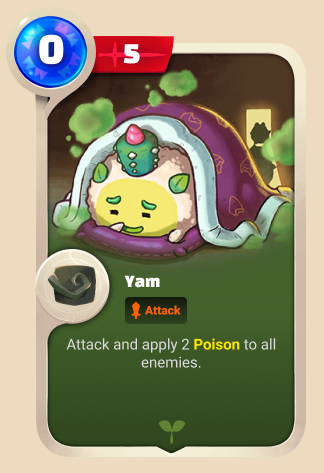 0
5
Yam
Attack
Attack and apply 2 Poison to all
enemies.